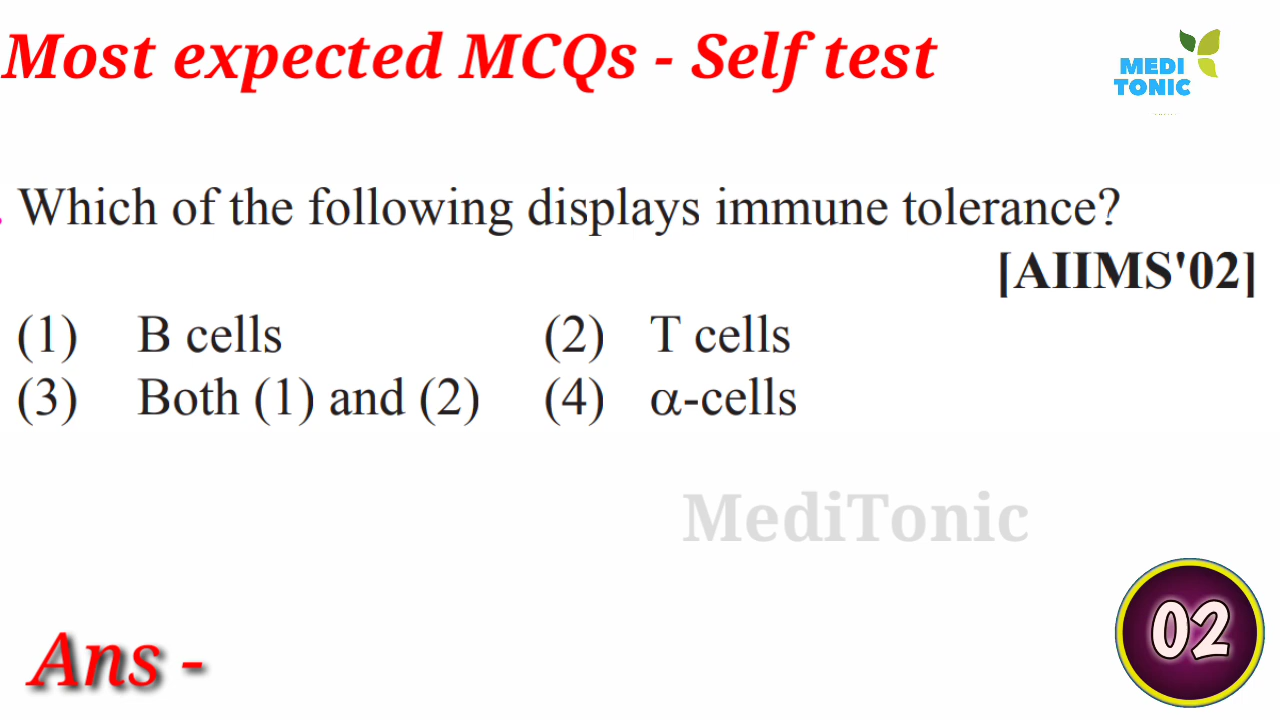 Most expected MCQs - Self test
MEDI
TONIC
. Which of the following displays immune tolerance?
[AIIMS'02]
(1) B cells (2) T cells
(3) Both (1) and (2) (4) α-cells
MediTonic
02
Ans -